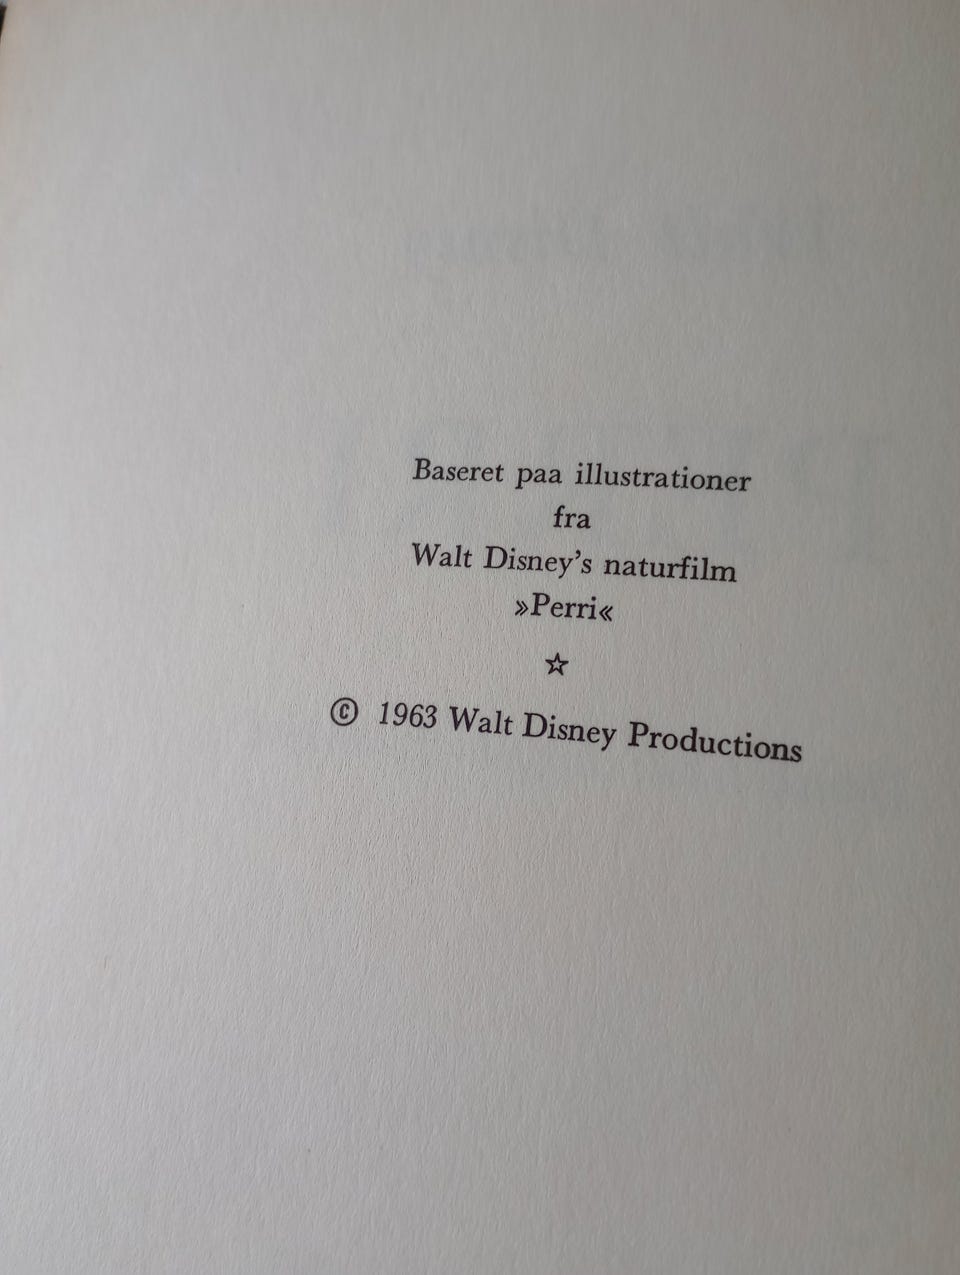 Baseret paa illustrationer
fra
Walt Disney's naturfilm
»Perri«
☆
© 1963 Walt Disney Productions